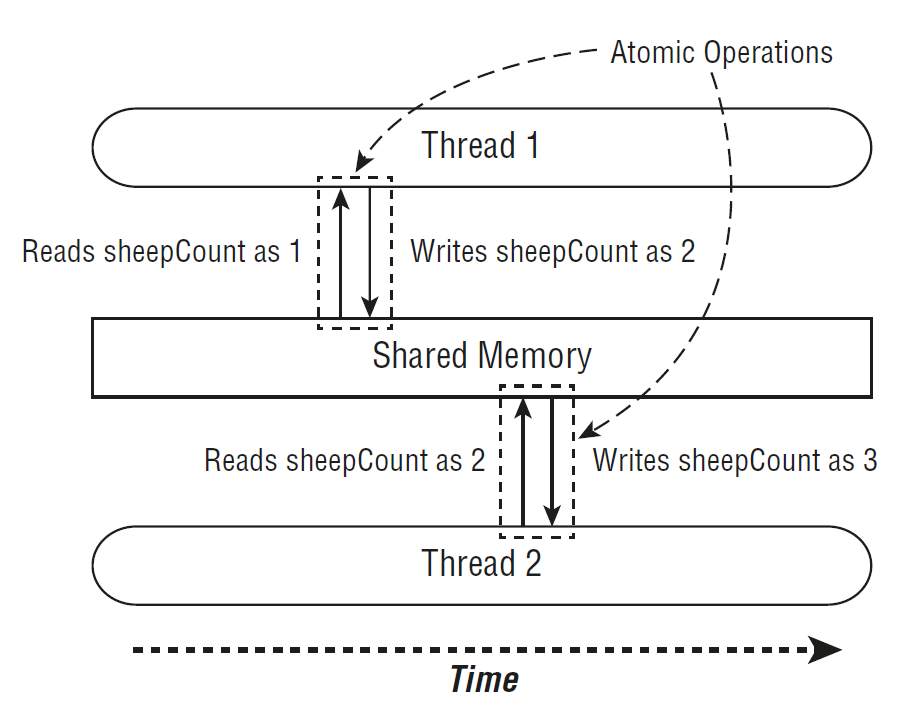 Atomic Operations
Thread 1
Reads sheepCount as 1
Writes sheepCount as 2
Shared Memory
Reads sheepCount as 2
Writes sheepCount as 3
Thread 2
Time